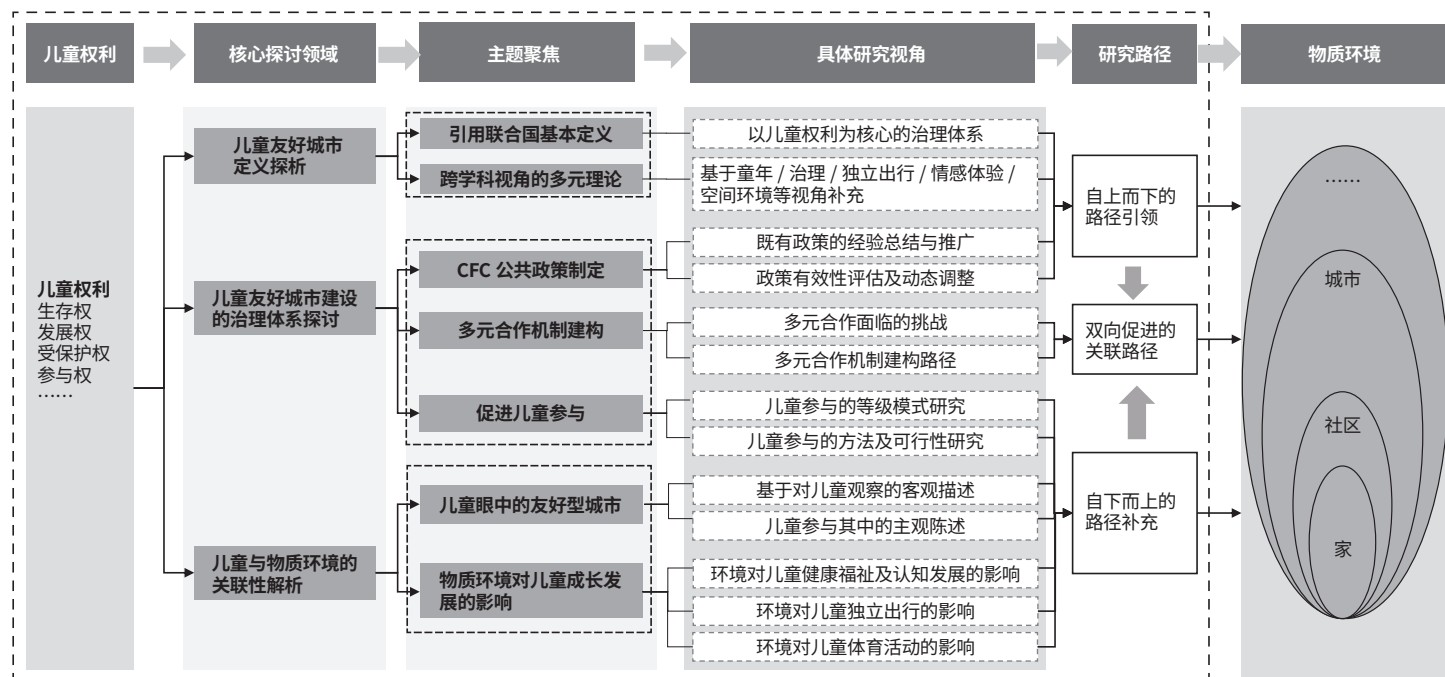 儿童权利
核心探讨领域
主题聚焦
具体研究视角
研究路径
物质环境
儿童权利
生存权
发展权
受保护权
参与权
……
儿童友好城市
定义探析
儿童友好城市建设
的治理体系探讨
儿童与物质环境的
关联性解析
引用联合国基本定义
跨学科视角的多元理论
CFC 公共政策制定
多元合作机制建构
促进儿童参与
儿童眼中的友好型城市
物质环境对儿童成长发
展的影响
以儿童权利为核心的治理体系
基于童年 / 治理 / 独立出行 / 情感体验 /
空间环境等视角补充
既有政策的经验总结与推广
政策有效性评估及动态调整
多元合作面临的挑战
多元合作机制建构路径
儿童参与的等级模式研究
儿童参与的方法及可行性研究
基于对儿童观察的客观描述
儿童参与其中的主观陈述
环境对儿童健康福祉及认知发展的影响
环境对儿童独立出行的影响
环境对儿童体育活动的影响
自上而下的
路径引领
双向促进的
关联路径
自下而上的
路径补充
……
城市
社区
家